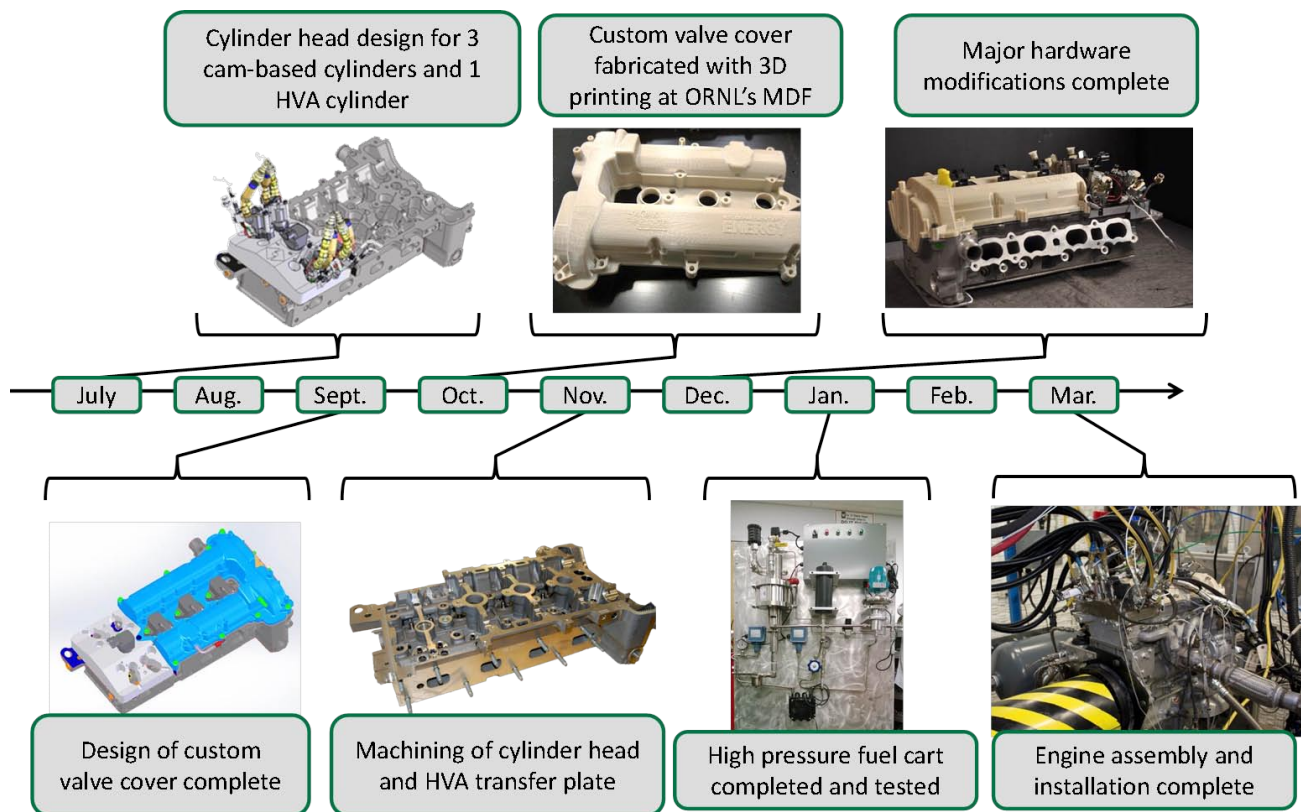 Cylinder head design for 3
cam-based cylinders and 1
HVA cylinder
Custom valve cover
fabricated with 3D
printing at ORNL's MDF
Major hardware
modifications complete
ENERGY
July
Aug.
Sept.
Oct.
Nov.
Dec.
Jan.
Feb.
Mar.
Design of custom
valve cover complete
Machining of cylinder head
and HVA transfer plate
High pressure fuel cart
completed and tested
Engine assembly and
installation complete